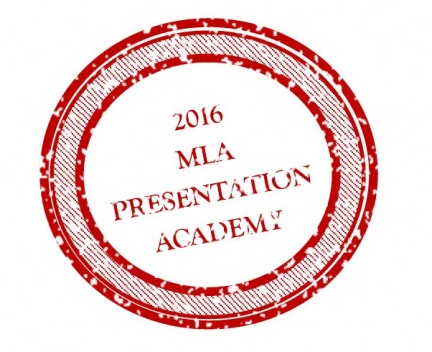 2016
MLA
PRESENTATION
ACADEMY